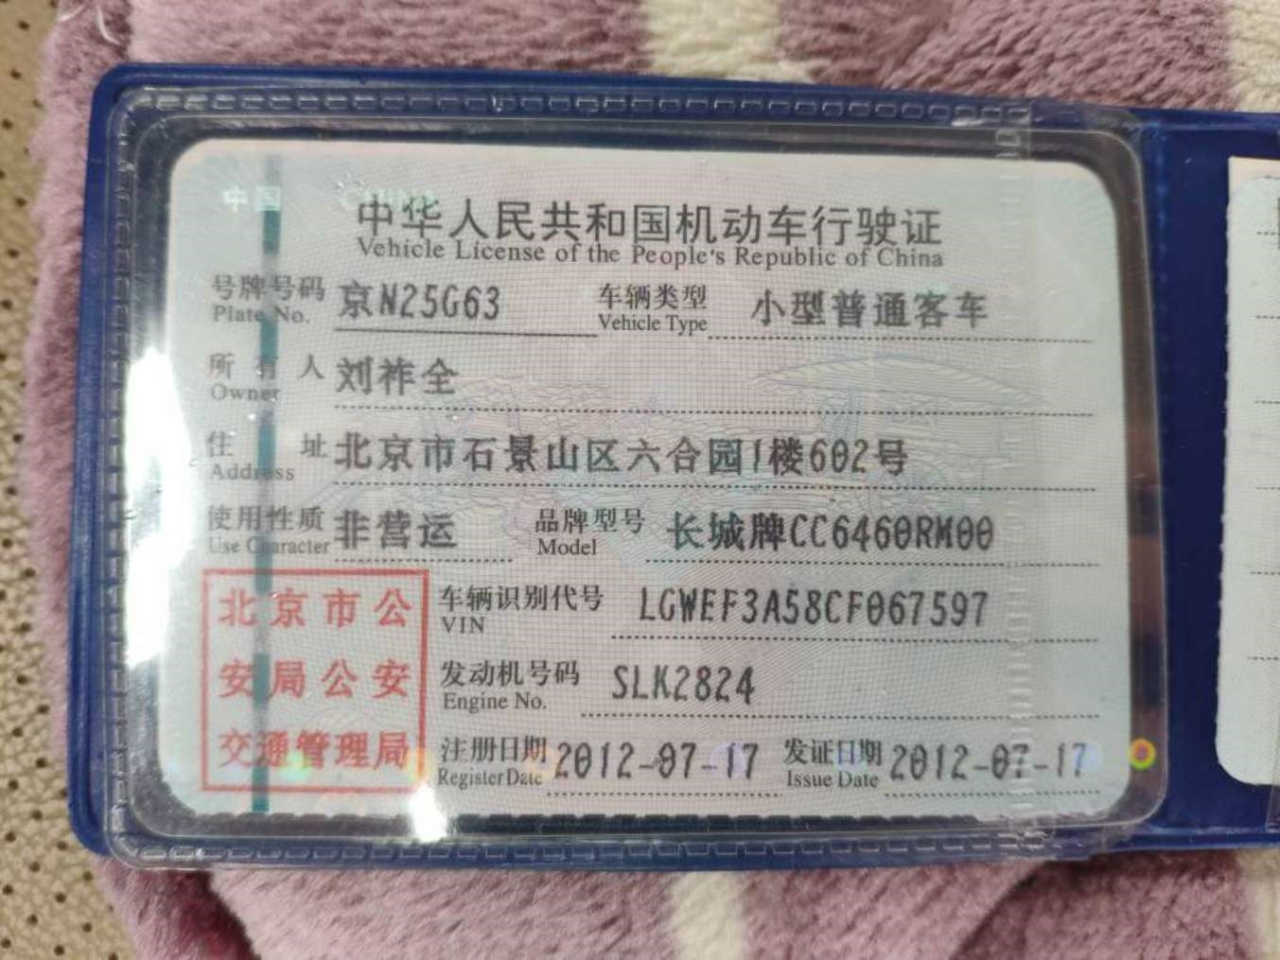 中国 CHINA
中华人民共和国机动车行驶证
Vehicle License of the People's Republic of China
号牌号码 京N25G63 车辆类型 小型普通客车
Plate No. Vehicle Type
所有人 刘祚全
Owner
住址 北京市石景山区六合园1楼602号
Address
使用性质 非营运 品牌型号 长城牌CC6460RM00
Use Character Model
北京市公
安局公安
交通管理局
车辆识别代号 LGWEF3A58CF067597
VIN
发动机号码 SLK2824
Engine No.
注册日期 2012-07-17 发证日期 2012-07-17
Register Date Issue Date